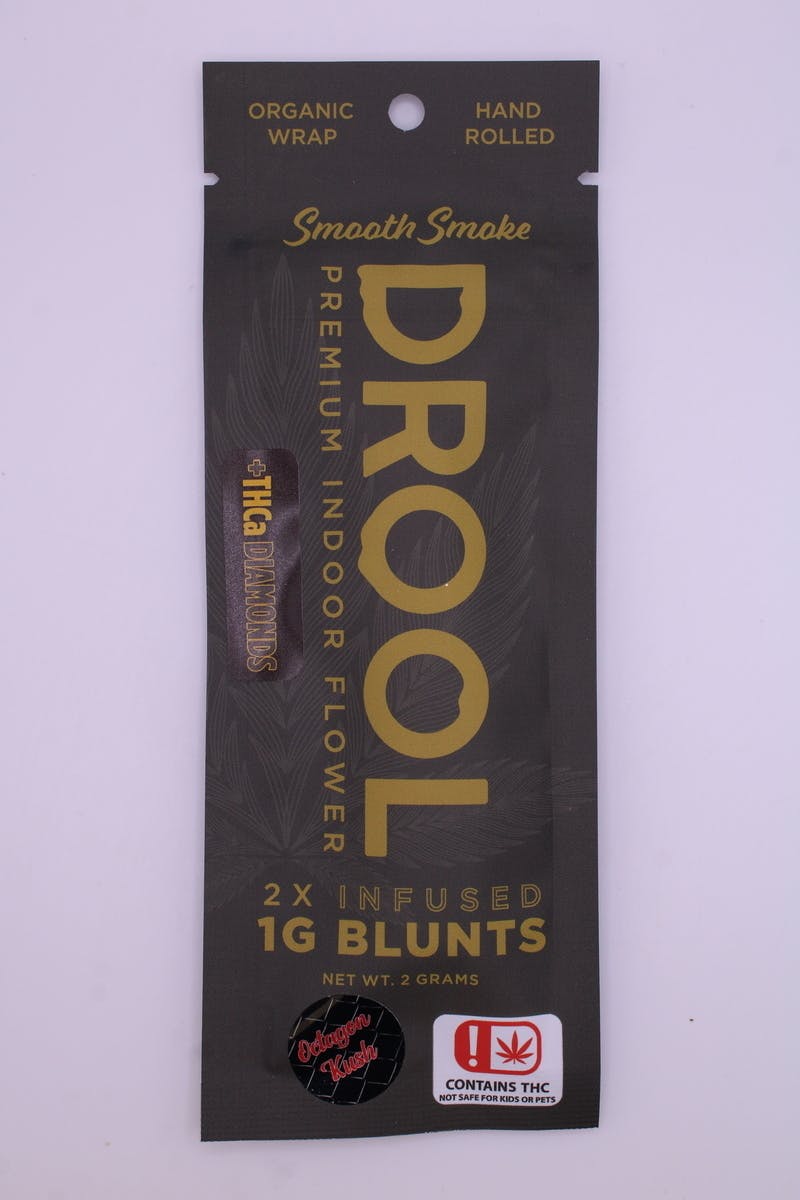 ORGANIC
WRAP
HAND
ROLLED
Smooth Smoke
DROOL
PREMIUM INDOOR FLOWER
+THCa DIAMONDS
2X INFUSED
1G BLUNTS
NET WT. 2 GRAMS
Octagon
Kush
!
CONTAINS THC
NOT SAFE FOR KIDS OR PETS